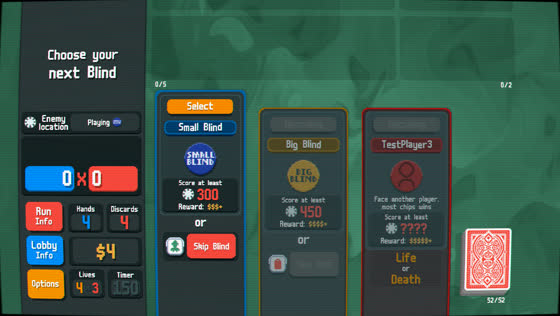 Choose your
next Blind
Enemy
location
Playing
0 X 0
Run
Info
Hands
4
Discards
4
Lobby
Info
$4
Options
Lives
4 - 3
Timer
150
0/5
Select
Small Blind
SMALL
BLIND
Score at least
300
Reward: $$$+
or
Skip Blind
Big Blind
BIG
BLIND
Score at least
450
Reward: $$$$+
or
TestPlayer3
Face another player,
most chips wins
Score at least
????
Reward: $$$$$+
Life
or
Death
0/2
52/52